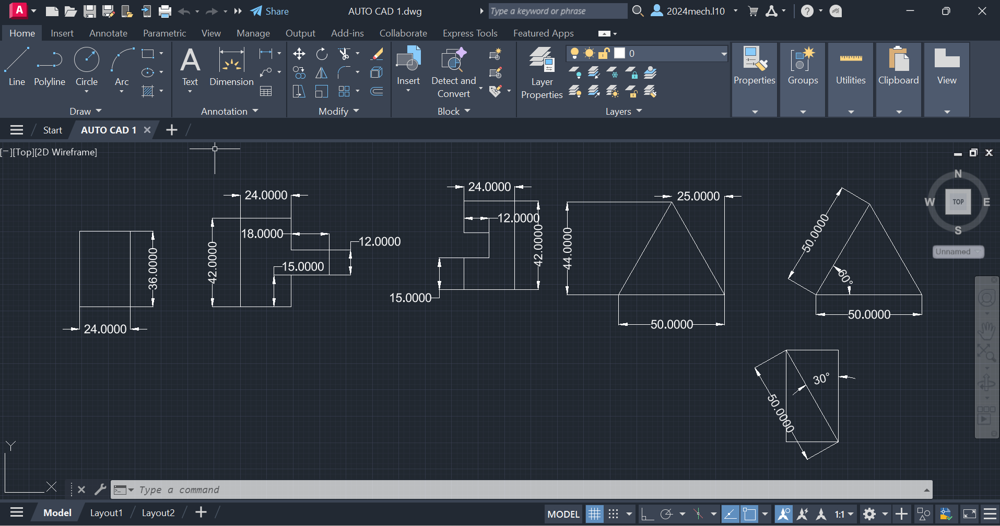 A
Share
AUTO CAD 1.dwg
Type a keyword or phrase
2024mech.l10
?
Home Insert Annotate Parametric View Manage Output Add-ins Collaborate Express Tools Featured Apps
Line Polyline Circle Arc
Draw
A
Text Dimension
Annotation
Modify
Insert
Detect and
Convert
Block
Layer
Properties
0
Layers
Properties
Groups
Utilities
Clipboard
View
Start
AUTO CAD 1
[−][Top][2D Wireframe]
N
W TOP E
S
Unnamed
36.0000
24.0000
24.0000
42.0000
18.0000
12.0000
15.0000
24.0000
12.0000
42.0000
15.0000
25.0000
44.0000
50.0000
50.0000
60°
50.0000
30°
50.0000
Y
X
Type a command
Model Layout1 Layout2
MODEL
1:1